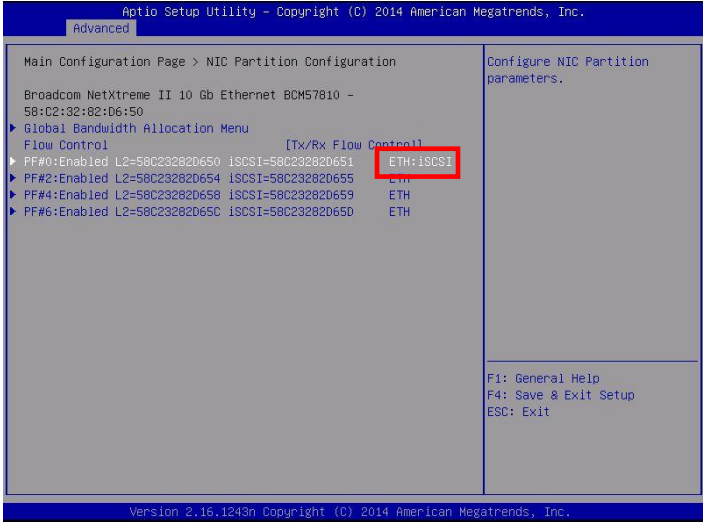 Aptio Setup Utility – Copyright (C) 2014 American Megatrends, Inc.
Advanced
Main Configuration Page > NIC Partition Configuration
Broadcom NetXtreme II 10 Gb Ethernet BCM57810 –
58:C2:32:82:D6:50
Global Bandwidth Allocation Menu
Flow Control [Tx/Rx Flow Control]
PF#0:Enabled L2=58C23282D650 iSCSI=58C23282D651 ETH:iSCSI
PF#2:Enabled L2=58C23282D654 iSCSI=58C23282D655 ETH
PF#4:Enabled L2=58C23282D658 iSCSI=58C23282D659 ETH
PF#6:Enabled L2=58C23282D65C iSCSI=58C23282D65D ETH
Configure NIC Partition
parameters.
F1: General Help
F4: Save & Exit Setup
ESC: Exit
Version 2.16.1243n Copyright (C) 2014 American Megatrends, Inc.